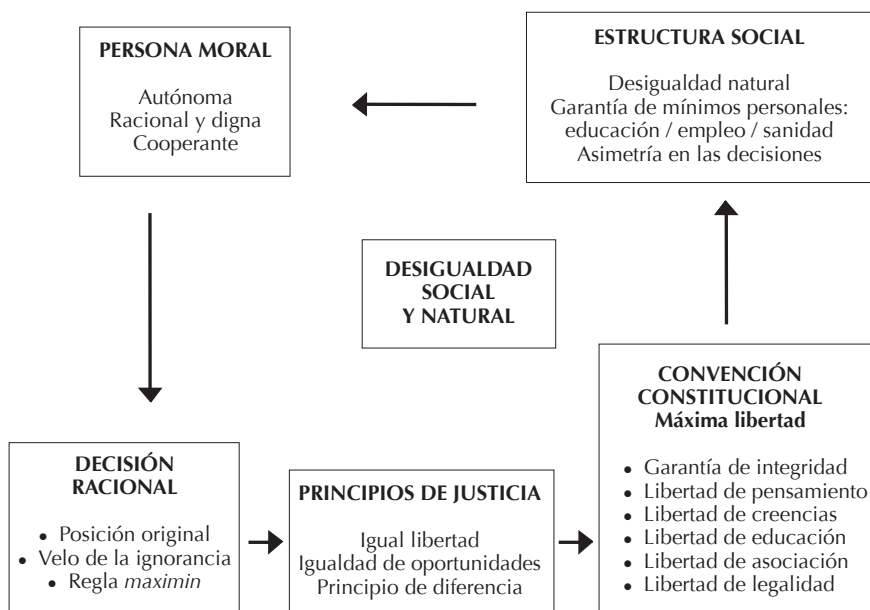 PERSONA MORAL
Autónoma
Racional y digna
Cooperante
ESTRUCTURA SOCIAL
Desigualdad natural
Garantía de mínimos personales:
educación / empleo / sanidad
Asimetría en las decisiones
DESIGUALDAD
SOCIAL
Y NATURAL
DECISIÓN
RACIONAL
• Posición original
• Velo de la ignorancia
• Regla maximin
PRINCIPIOS DE JUSTICIA
Igual libertad
Igualdad de oportunidades
Principio de diferencia
CONVENCIÓN
CONSTITUCIONAL
Máxima libertad
• Garantía de integridad
• Libertad de pensamiento
• Libertad de creencias
• Libertad de educación
• Libertad de asociación
• Libertad de legalidad